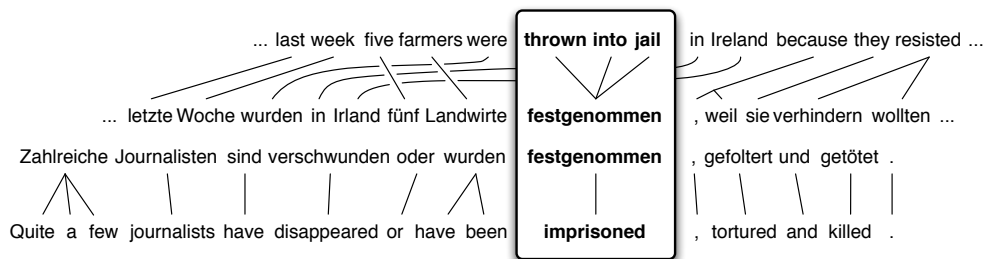 ... last week five farmers were thrown into jail in Ireland because they resisted ...
... letzte Woche wurden in Irland fünf Landwirte festgenommen , weil sie verhindern wollten ...
Zahlreiche Journalisten sind verschwunden oder wurden festgenommen , gefoltert und getötet .
Quite a few journalists have disappeared or have been imprisoned , tortured and killed .